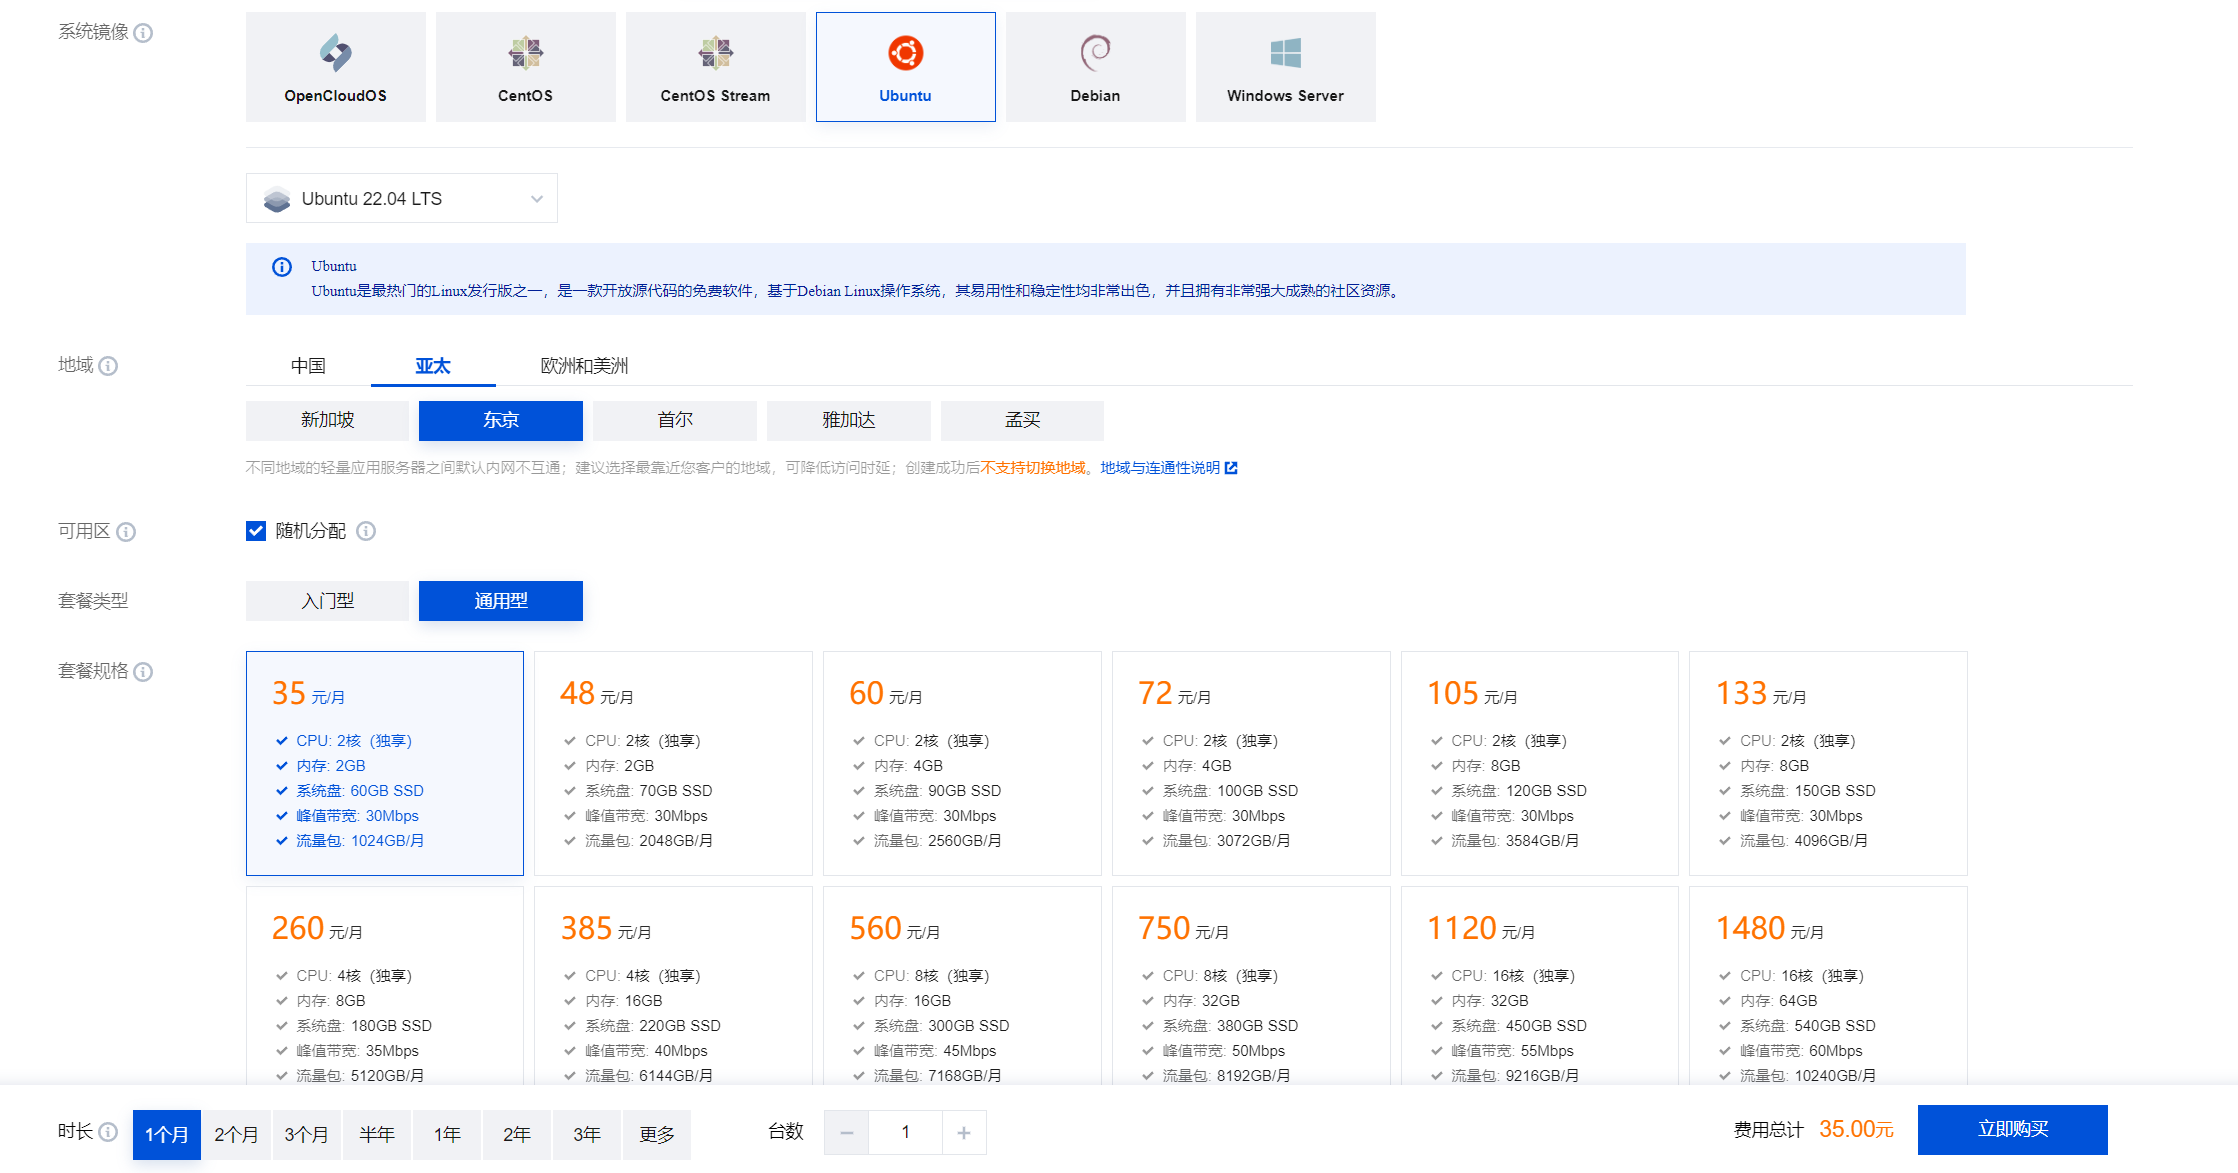 系统镜像
OpenCloudOS
CentOS
CentOS Stream
Ubuntu
Debian
Windows Server
Ubuntu 22.04 LTS
Ubuntu
Ubuntu是最热门的Linux发行版之一，是一款开放源代码的免费软件，基于Debian Linux操作系统，其易用性和稳定性均非常出色，并且拥有非常强大成熟的社区资源。
地域
中国
亚太
欧洲和美洲
新加坡
东京
首尔
雅加达
孟买
不同地域的轻量应用服务器之间默认内网不互通；建议选择最靠近您客户的地域，可降低访问时延；创建成功后不支持切换地域。地域与连通性说明
可用区
随机分配
套餐类型
入门型
通用型
套餐规格
35 元/月
CPU: 2核（独享）
内存: 2GB
系统盘: 60GB SSD
峰值带宽: 30Mbps
流量包: 1024GB/月
48 元/月
CPU: 2核（独享）
内存: 2GB
系统盘: 70GB SSD
峰值带宽: 30Mbps
流量包: 2048GB/月
60 元/月
CPU: 2核（独享）
内存: 4GB
系统盘: 90GB SSD
峰值带宽: 30Mbps
流量包: 2560GB/月
72 元/月
CPU: 2核（独享）
内存: 4GB
系统盘: 100GB SSD
峰值带宽: 30Mbps
流量包: 3072GB/月
105 元/月
CPU: 2核（独享）
内存: 8GB
系统盘: 120GB SSD
峰值带宽: 30Mbps
流量包: 3584GB/月
133 元/月
CPU: 2核（独享）
内存: 8GB
系统盘: 150GB SSD
峰值带宽: 30Mbps
流量包: 4096GB/月
260 元/月
CPU: 4核（独享）
内存: 8GB
系统盘: 180GB SSD
峰值带宽: 35Mbps
流量包: 5120GB/月
385 元/月
CPU: 4核（独享）
内存: 16GB
系统盘: 220GB SSD
峰值带宽: 40Mbps
流量包: 6144GB/月
560 元/月
CPU: 8核（独享）
内存: 16GB
系统盘: 300GB SSD
峰值带宽: 45Mbps
流量包: 7168GB/月
750 元/月
CPU: 8核（独享）
内存: 32GB
系统盘: 380GB SSD
峰值带宽: 50Mbps
流量包: 8192GB/月
1120 元/月
CPU: 16核（独享）
内存: 32GB
系统盘: 450GB SSD
峰值带宽: 55Mbps
流量包: 9216GB/月
1480 元/月
CPU: 16核（独享）
内存: 64GB
系统盘: 540GB SSD
峰值带宽: 60Mbps
流量包: 10240GB/月
时长
1个月
2个月
3个月
半年
1年
2年
3年
更多
台数
1
费用总计 35.00元
立即购买